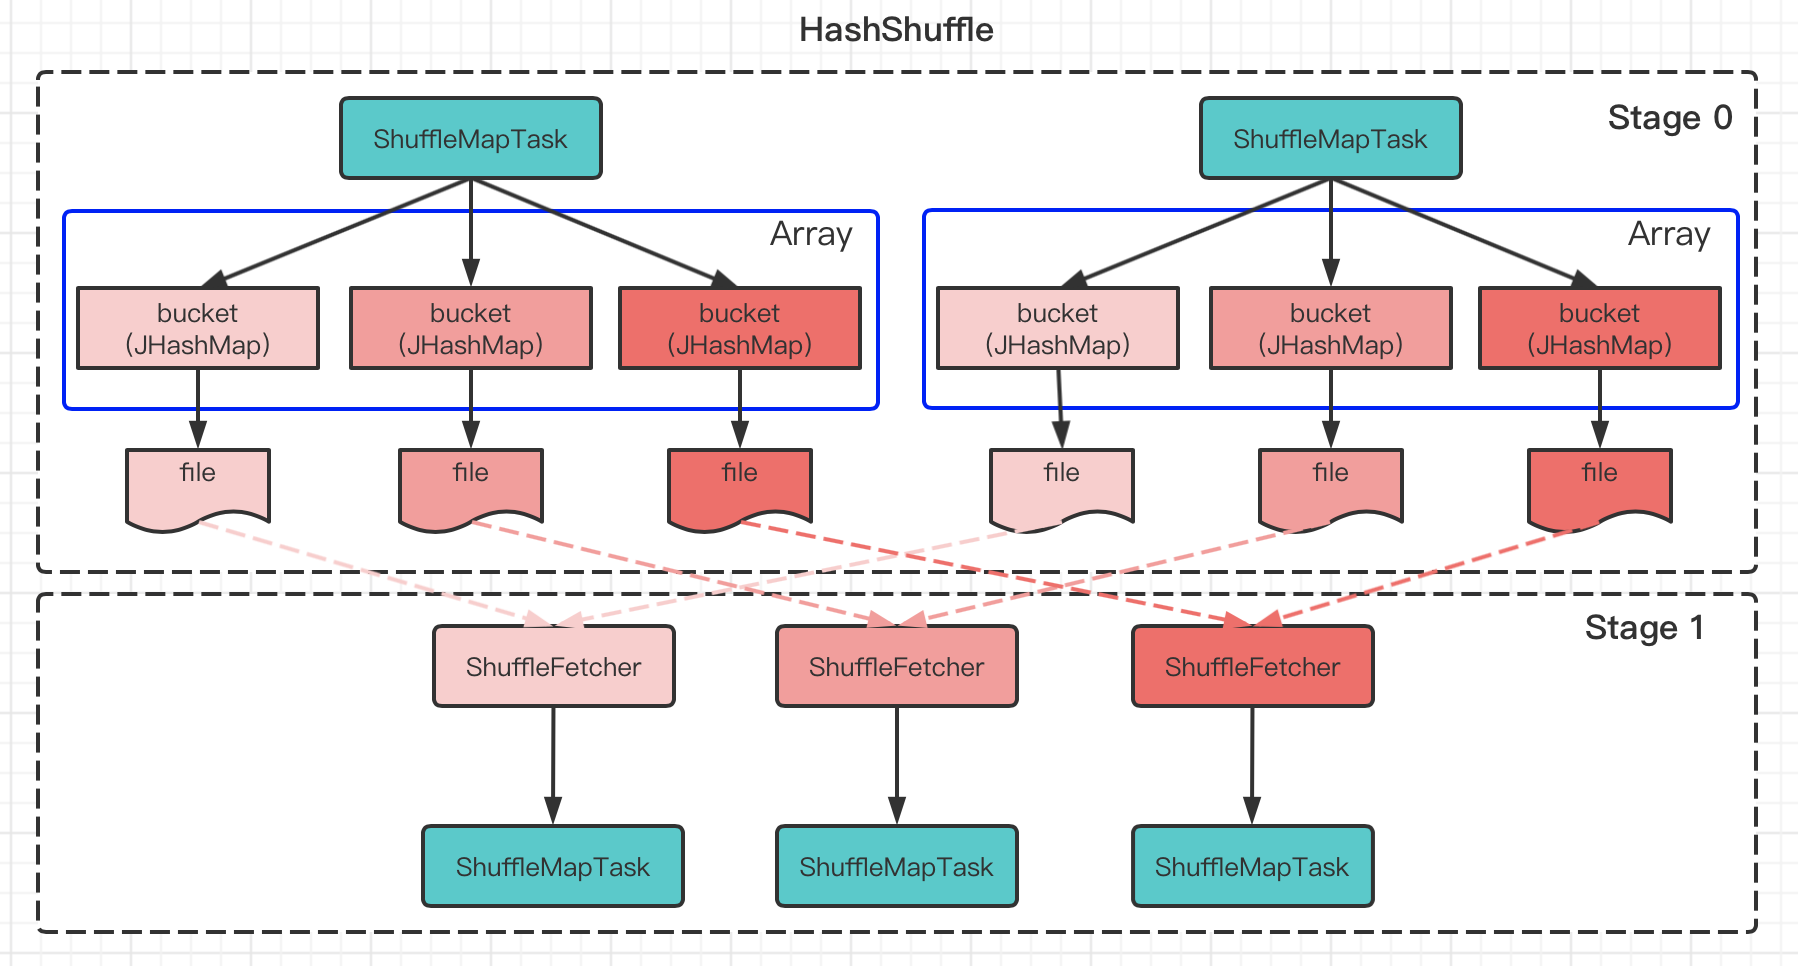 HashShuffle
Stage 0
ShuffleMapTask
ShuffleMapTask
Array
Array
bucket
(JHashMap)
bucket
(JHashMap)
bucket
(JHashMap)
bucket
(JHashMap)
bucket
(JHashMap)
bucket
(JHashMap)
file
file
file
file
file
file
Stage 1
ShuffleFetcher
ShuffleFetcher
ShuffleFetcher
ShuffleMapTask
ShuffleMapTask
ShuffleMapTask